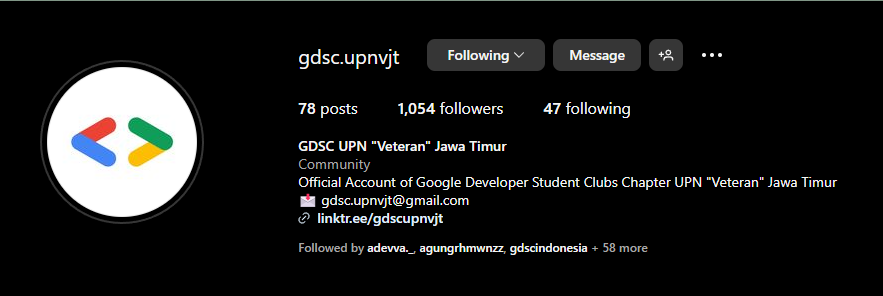 gdsc.upnvjt Following Message
78 posts 1,054 followers 47 following
GDSC UPN "Veteran" Jawa Timur
Community
Official Account of Google Developer Student Clubs Chapter UPN "Veteran" Jawa Timur
📩 gdsc.upnvjt@gmail.com
linktr.ee/gdscupnvjt
Followed by adevva._, agungrhmwnzz, gdscindonesia + 58 more